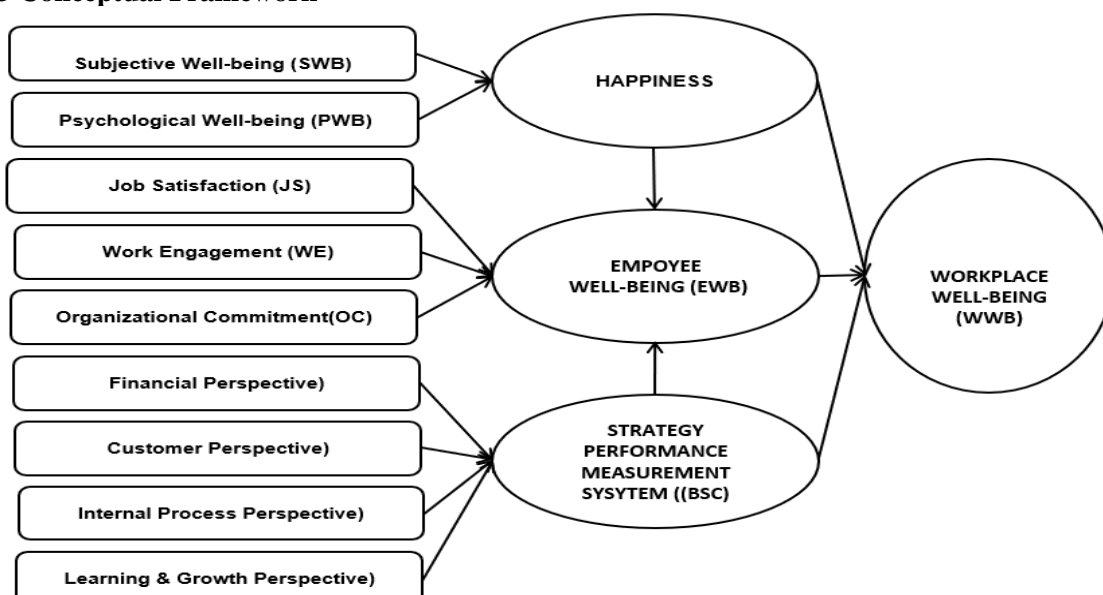 Conceptual Framework
Subjective Well-being (SWB)
Psychological Well-being (PWB)
Job Satisfaction (JS)
Work Engagement (WE)
Organizational Commitment(OC)
Financial Perspective)
Customer Perspective)
Internal Process Perspective)
Learning & Growth Perspective)
HAPPINESS
EMPOYEE
WELL-BEING (EWB)
STRATEGY
PERFORMANCE
MEASUREMENT
SYSYTEM ((BSC)
WORKPLACE
WELL-BEING
(WWB)